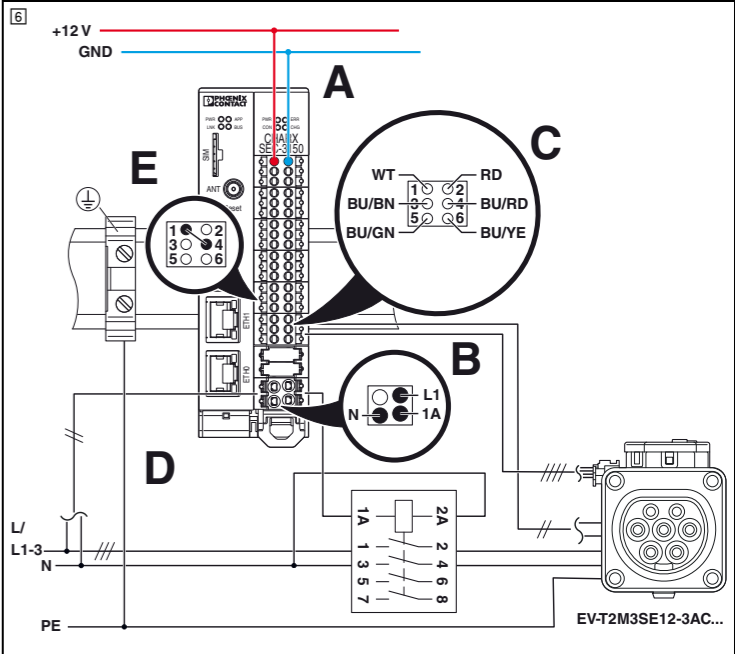 6
+12 V
GND
A
PHŒNIX
CONTACT
PWR APP
LNK BUS
PWR ERR
CON CHG
CHARX
SEC-3150
SIM
ANT
Reset
E
1 2
3 4
5 6
C
WT 1 2 RD
BU/BN 3 4 BU/RD
BU/GN 5 6 BU/YE
ETH1
ETH0
B
L1
N 1A
D
1A 2A
1 2
3 4
5 6
7 8
L/
L1-3
N
PE
EV-T2M3SE12-3AC...